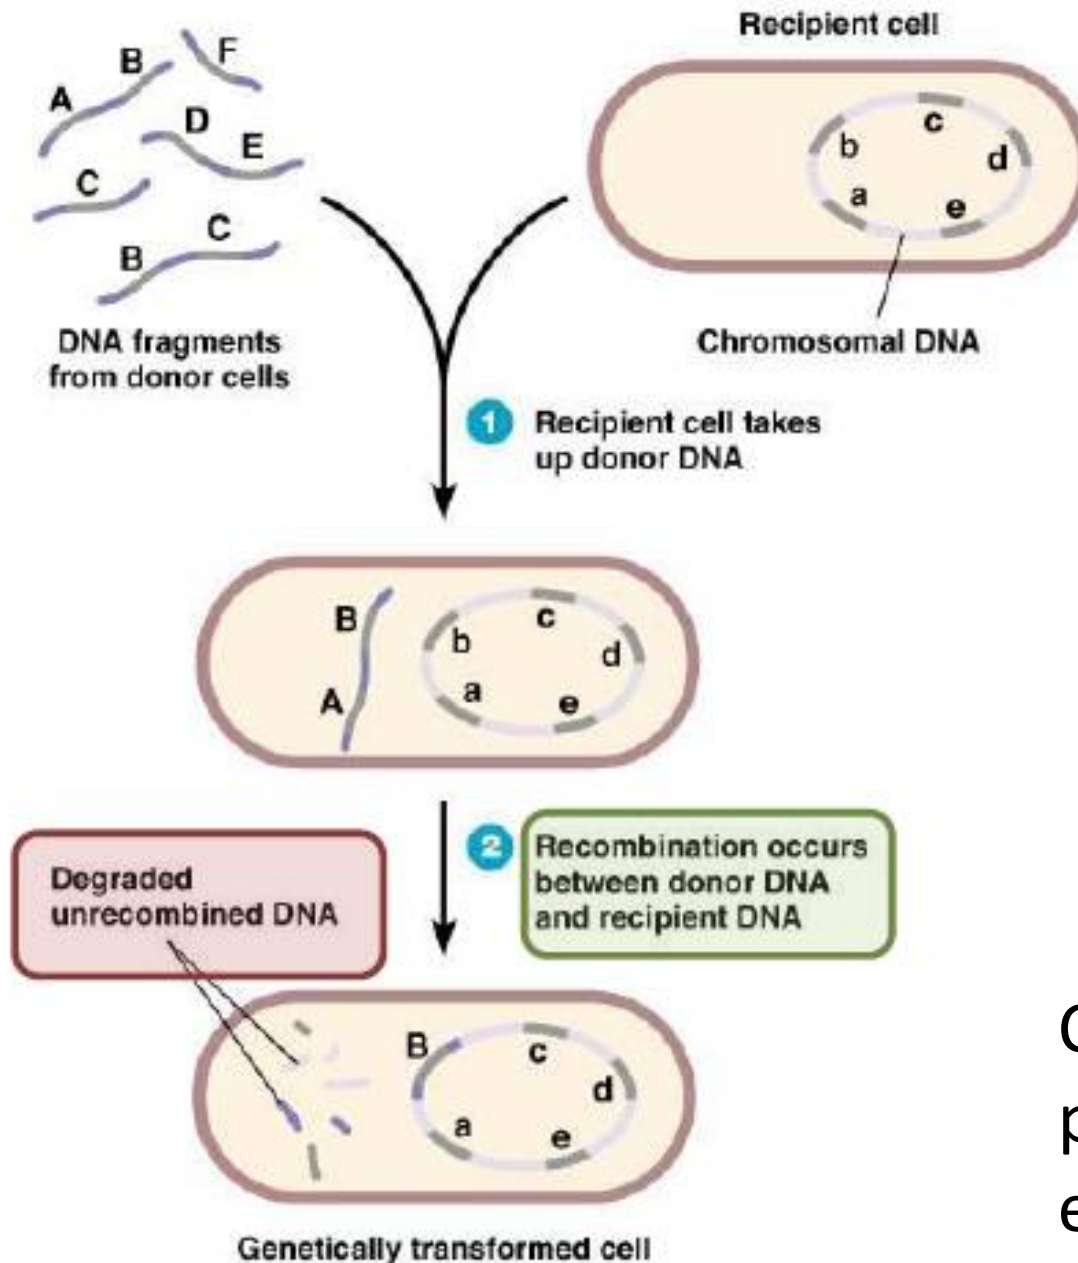 Recipient cell
F
B
A
D
E
C
C
B
c
b
d
a
e
DNA fragments
from donor cells
Chromosomal DNA
1 Recipient cell takes
up donor DNA
B
A
c
b
d
a
e
Degraded
unrecombined DNA
2 Recombination occurs
between donor DNA
and recipient DNA
B
c
d
a
e
Genetically transformed cell